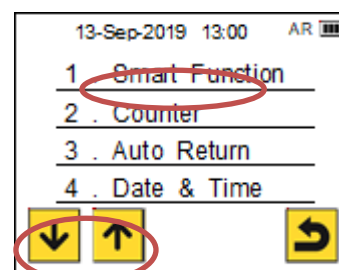 13-Sep-2019 13:00 AR
1 . Smart Function
2 . Counter
3 . Auto Return
4 . Date & Time